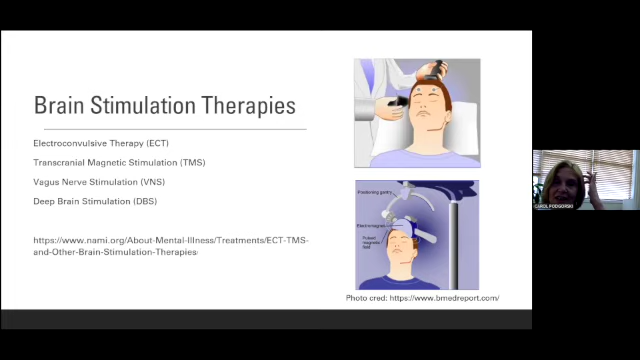 Brain Stimulation Therapies
Electroconvulsive Therapy (ECT)
Transcranial Magnetic Stimulation (TMS)
Vagus Nerve Stimulation (VNS)
Deep Brain Stimulation (DBS)
https://www.nami.org/About-Mental-Illness/Treatments/ECT-TMS-
and-Other-Brain-Stimulation-Therapies
Positioning gantry
Electromagnet
Pulsed
magnetic
field
Photo cred: https://www.bmedreport.com/
CAROL PODGORSKI